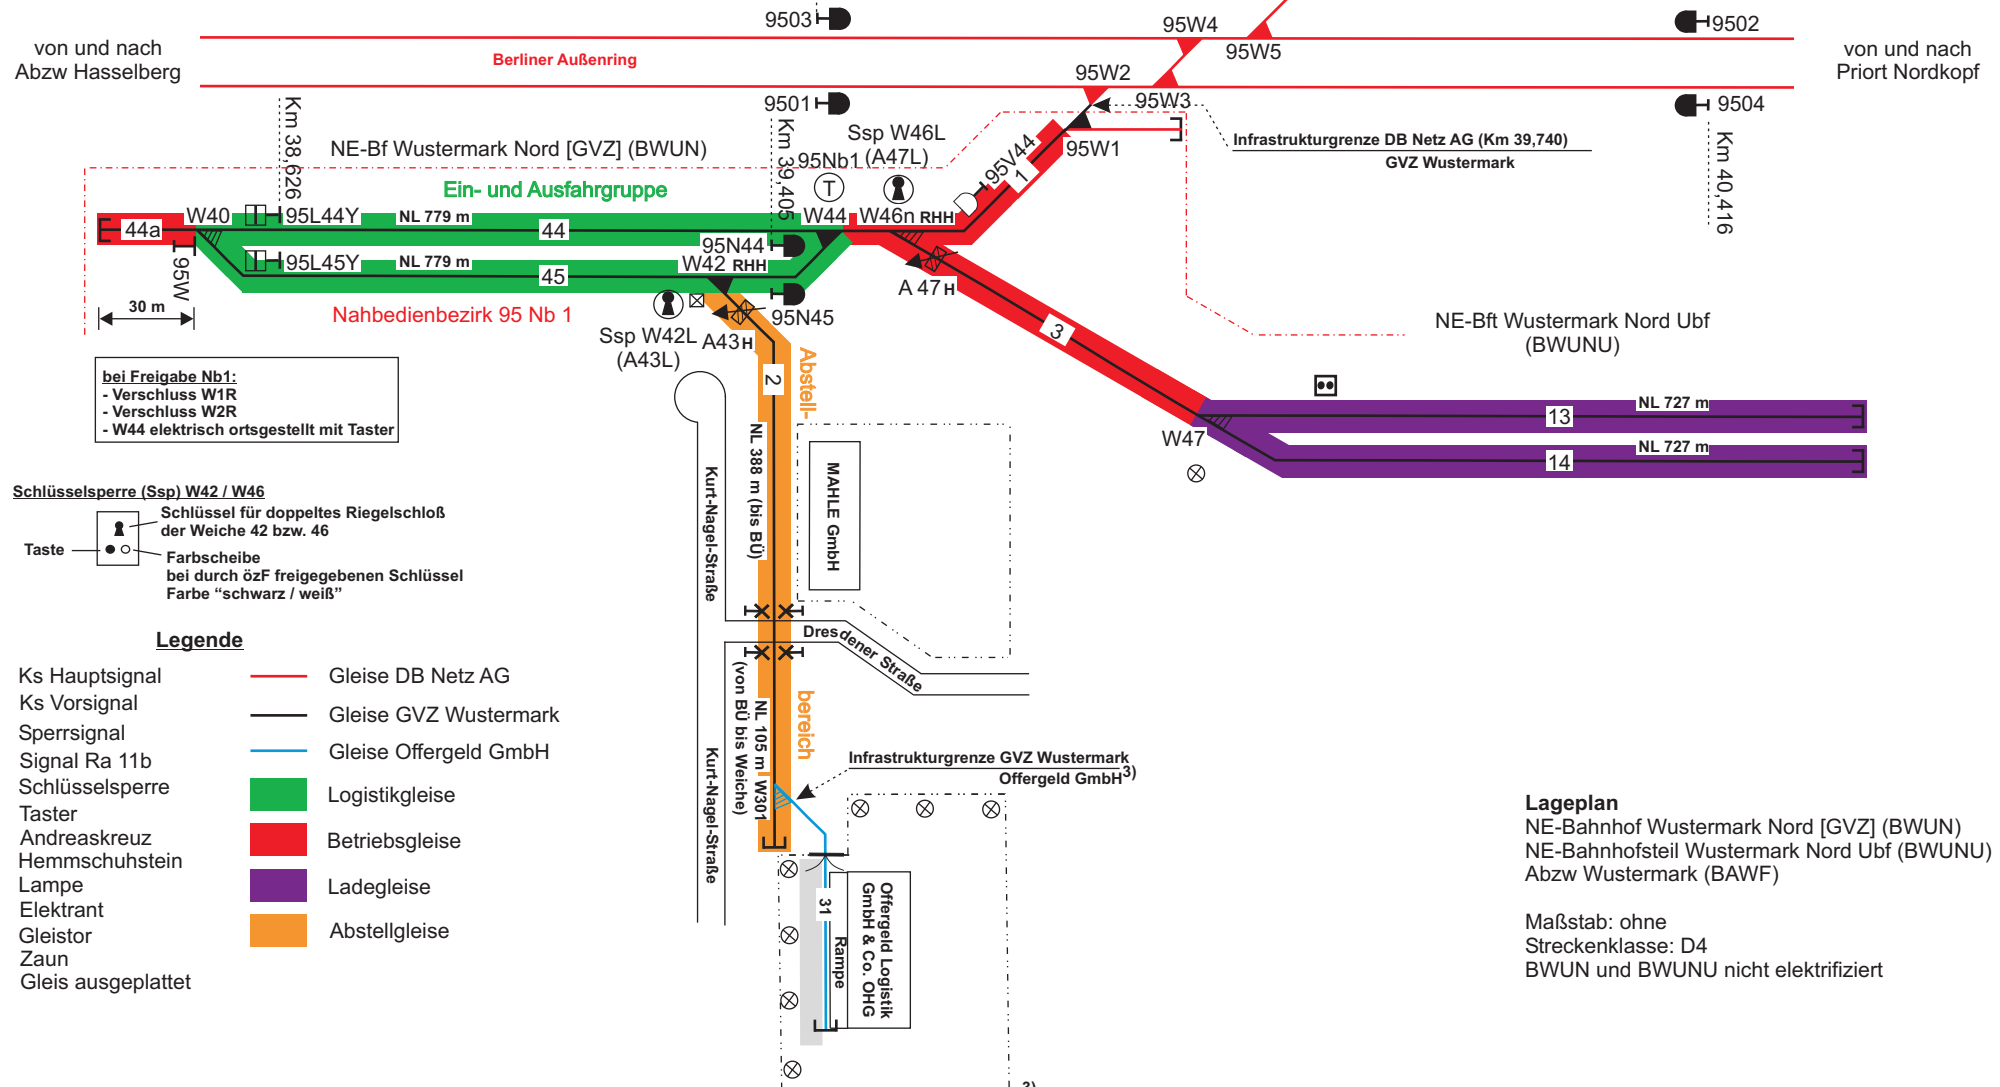 9503
95W4
95W5
9502
von und nach
Abzw Hasselberg
Berliner Außenring
von und nach
Priort Nordkopf
95W2
95W3
9501
9504
Km 38,626
Km 39,405
Km 40,416
Ssp W46L
(A47L)
95Nb1
T
95V44
1
95W1
Infrastrukturgrenze DB Netz AG (Km 39,740)
GVZ Wustermark
NE-Bf Wustermark Nord [GVZ] (BWUN)
Ein- und Ausfahrgruppe
44a
W40
95L44Y
NL 779 m
44
W44
W46n RHH
95W
95L45Y
NL 779 m
45
95N44
W42 RHH
A 47 H
30 m
Nahbedienbezirk 95 Nb 1
95N45
Ssp W42L
(A43L)
A43 H
3
NE-Bft Wustermark Nord Ubf
(BWUNU)
bei Freigabe Nb1:
- Verschluss W1R
- Verschluss W2R
- W44 elektrisch ortsgestellt mit Taster
2
Abstell-
NL 727 m
13
W47
NL 727 m
14
NL 388 m (bis BÜ)
Kurt-Nagel-Straße
MAHLE GmbH
Schlüsselsperre (Ssp) W42 / W46
Schlüssel für doppeltes Riegelschloß
der Weiche 42 bzw. 46
Taste
Farbscheibe
bei durch özF freigegebenen Schlüssel
Farbe “schwarz / weiß”
Dresdener Straße
bereich
NL 105 m
(von BÜ bis Weiche)
W301
Kurt-Nagel-Straße
Infrastrukturgrenze GVZ Wustermark
Offergeld GmbH 3)
31
Rampe
Offergeld Logistik
GmbH & Co. OHG
3)
Legende
Ks Hauptsignal
Ks Vorsignal
Sperrsignal
Signal Ra 11b
Schlüsselsperre
Taster
Andreaskreuz
Hemmschuhstein
Lampe
Elektrant
Gleistor
Zaun
Gleis ausgeplattet
Gleise DB Netz AG
Gleise GVZ Wustermark
Gleise Offergeld GmbH
Logistikgleise
Betriebsgleise
Ladegleise
Abstellgleise
Lageplan
NE-Bahnhof Wustermark Nord [GVZ] (BWUN)
NE-Bahnhofsteil Wustermark Nord Ubf (BWUNU)
Abzw Wustermark (BAWF)
Maßstab: ohne
Streckenklasse: D4
BWUN und BWUNU nicht elektrifiziert